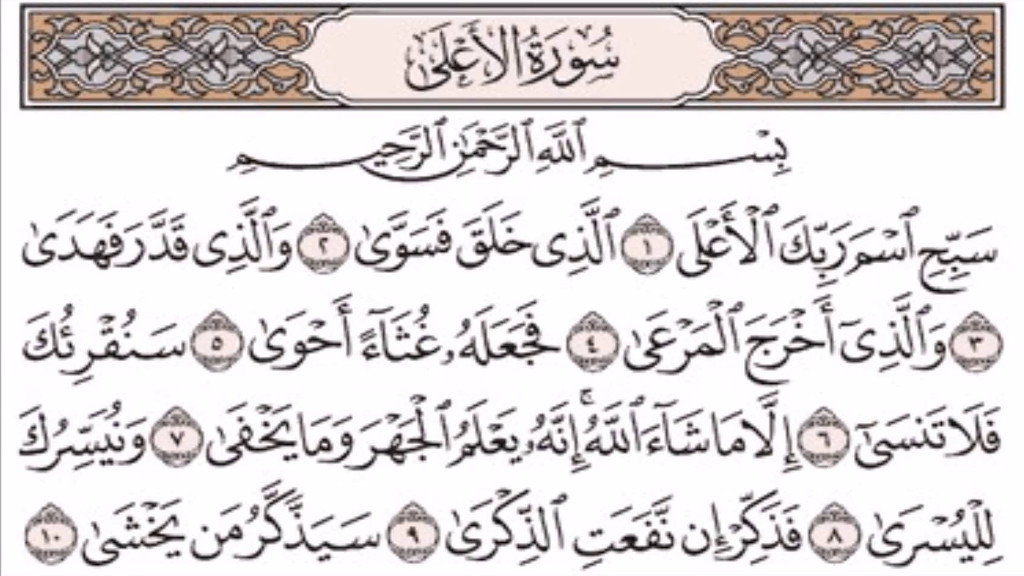 سُورَةُ الأَعْلَى
بِسْمِ ٱللَّهِ ٱلرَّحْمَٰنِ ٱلرَّحِيمِ
سَبِّحِ ٱسْمَ رَبِّكَ ٱلْأَعْلَى ١ ٱلَّذِى خَلَقَ فَسَوَّىٰ ٢ وَٱلَّذِى قَدَّرَ فَهَدَىٰ
٣ وَٱلَّذِىٓ أَخْرَجَ ٱلْمَرْعَىٰ ٤ فَجَعَلَهُۥ غُثَآءً أَحْوَىٰ ٥ سَنُقْرِئُكَ
فَلَا تَنسَىٰٓ ٦ إِلَّا مَا شَآءَ ٱللَّهُۚ إِنَّهُۥ يَعْلَمُ ٱلْجَهْرَ وَمَا يَخْفَىٰ ٧ وَنُيَسِّرُكَ
لِلْيُسْرَىٰ ٨ فَذَكِّرْ إِن نَّفَعَتِ ٱلذِّكْرَىٰ ٩ سَيَذَّكَّرُ مَن يَخْشَىٰ ١٠